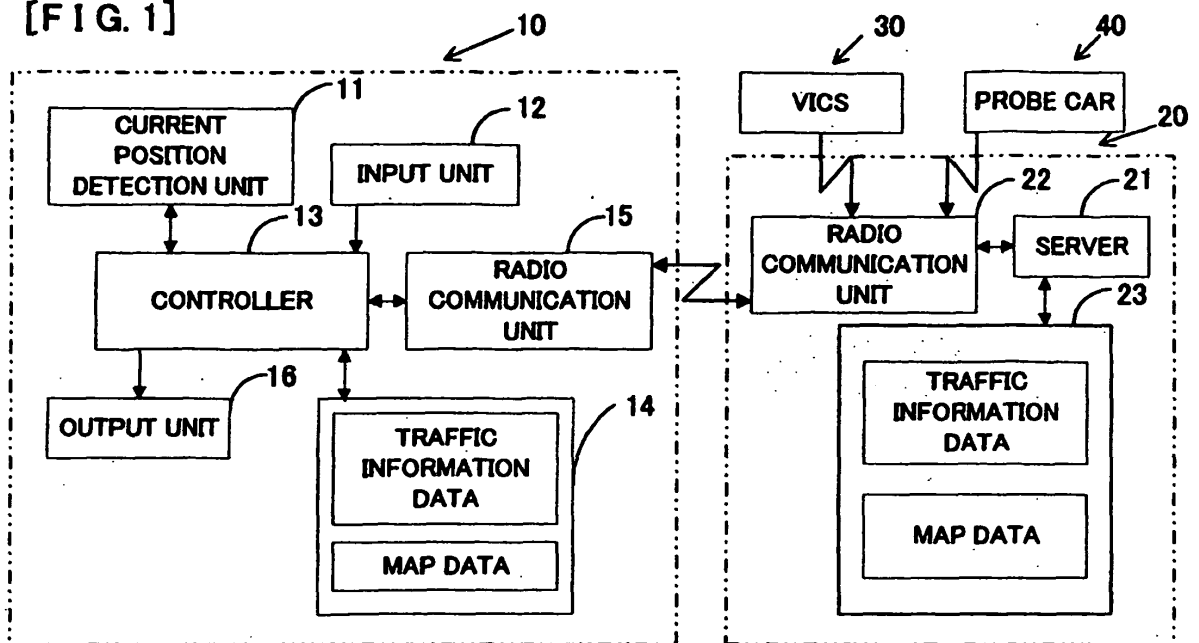 [FIG. 1]
10
30
40
11
CURRENT
POSITION
DETECTION UNIT
12
INPUT UNIT
VICS
PROBE CAR
20
13
CONTROLLER
15
RADIO
COMMUNICATION
UNIT
22
RADIO
COMMUNICATION
UNIT
21
SERVER
23
16
OUTPUT UNIT
14
TRAFFIC
INFORMATION
DATA
MAP DATA
TRAFFIC
INFORMATION
DATA
MAP DATA